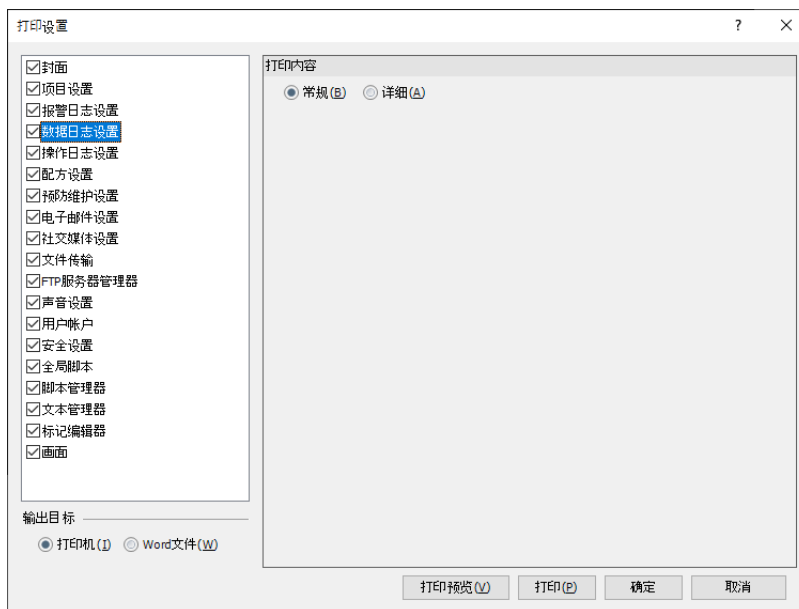 打印设置
?
封面
项目设置
报警日志设置
数据日志设置
操作日志设置
配方设置
预防维护设置
电子邮件设置
社交媒体设置
文件传输
FTP服务器管理器
声音设置
用户帐户
安全设置
全局脚本
脚本管理器
文本管理器
标记编辑器
画面
打印内容
常规(B) 详细(A)
输出目标
打印机(I) Word文件(W)
打印预览(V) 打印(P) 确定 取消